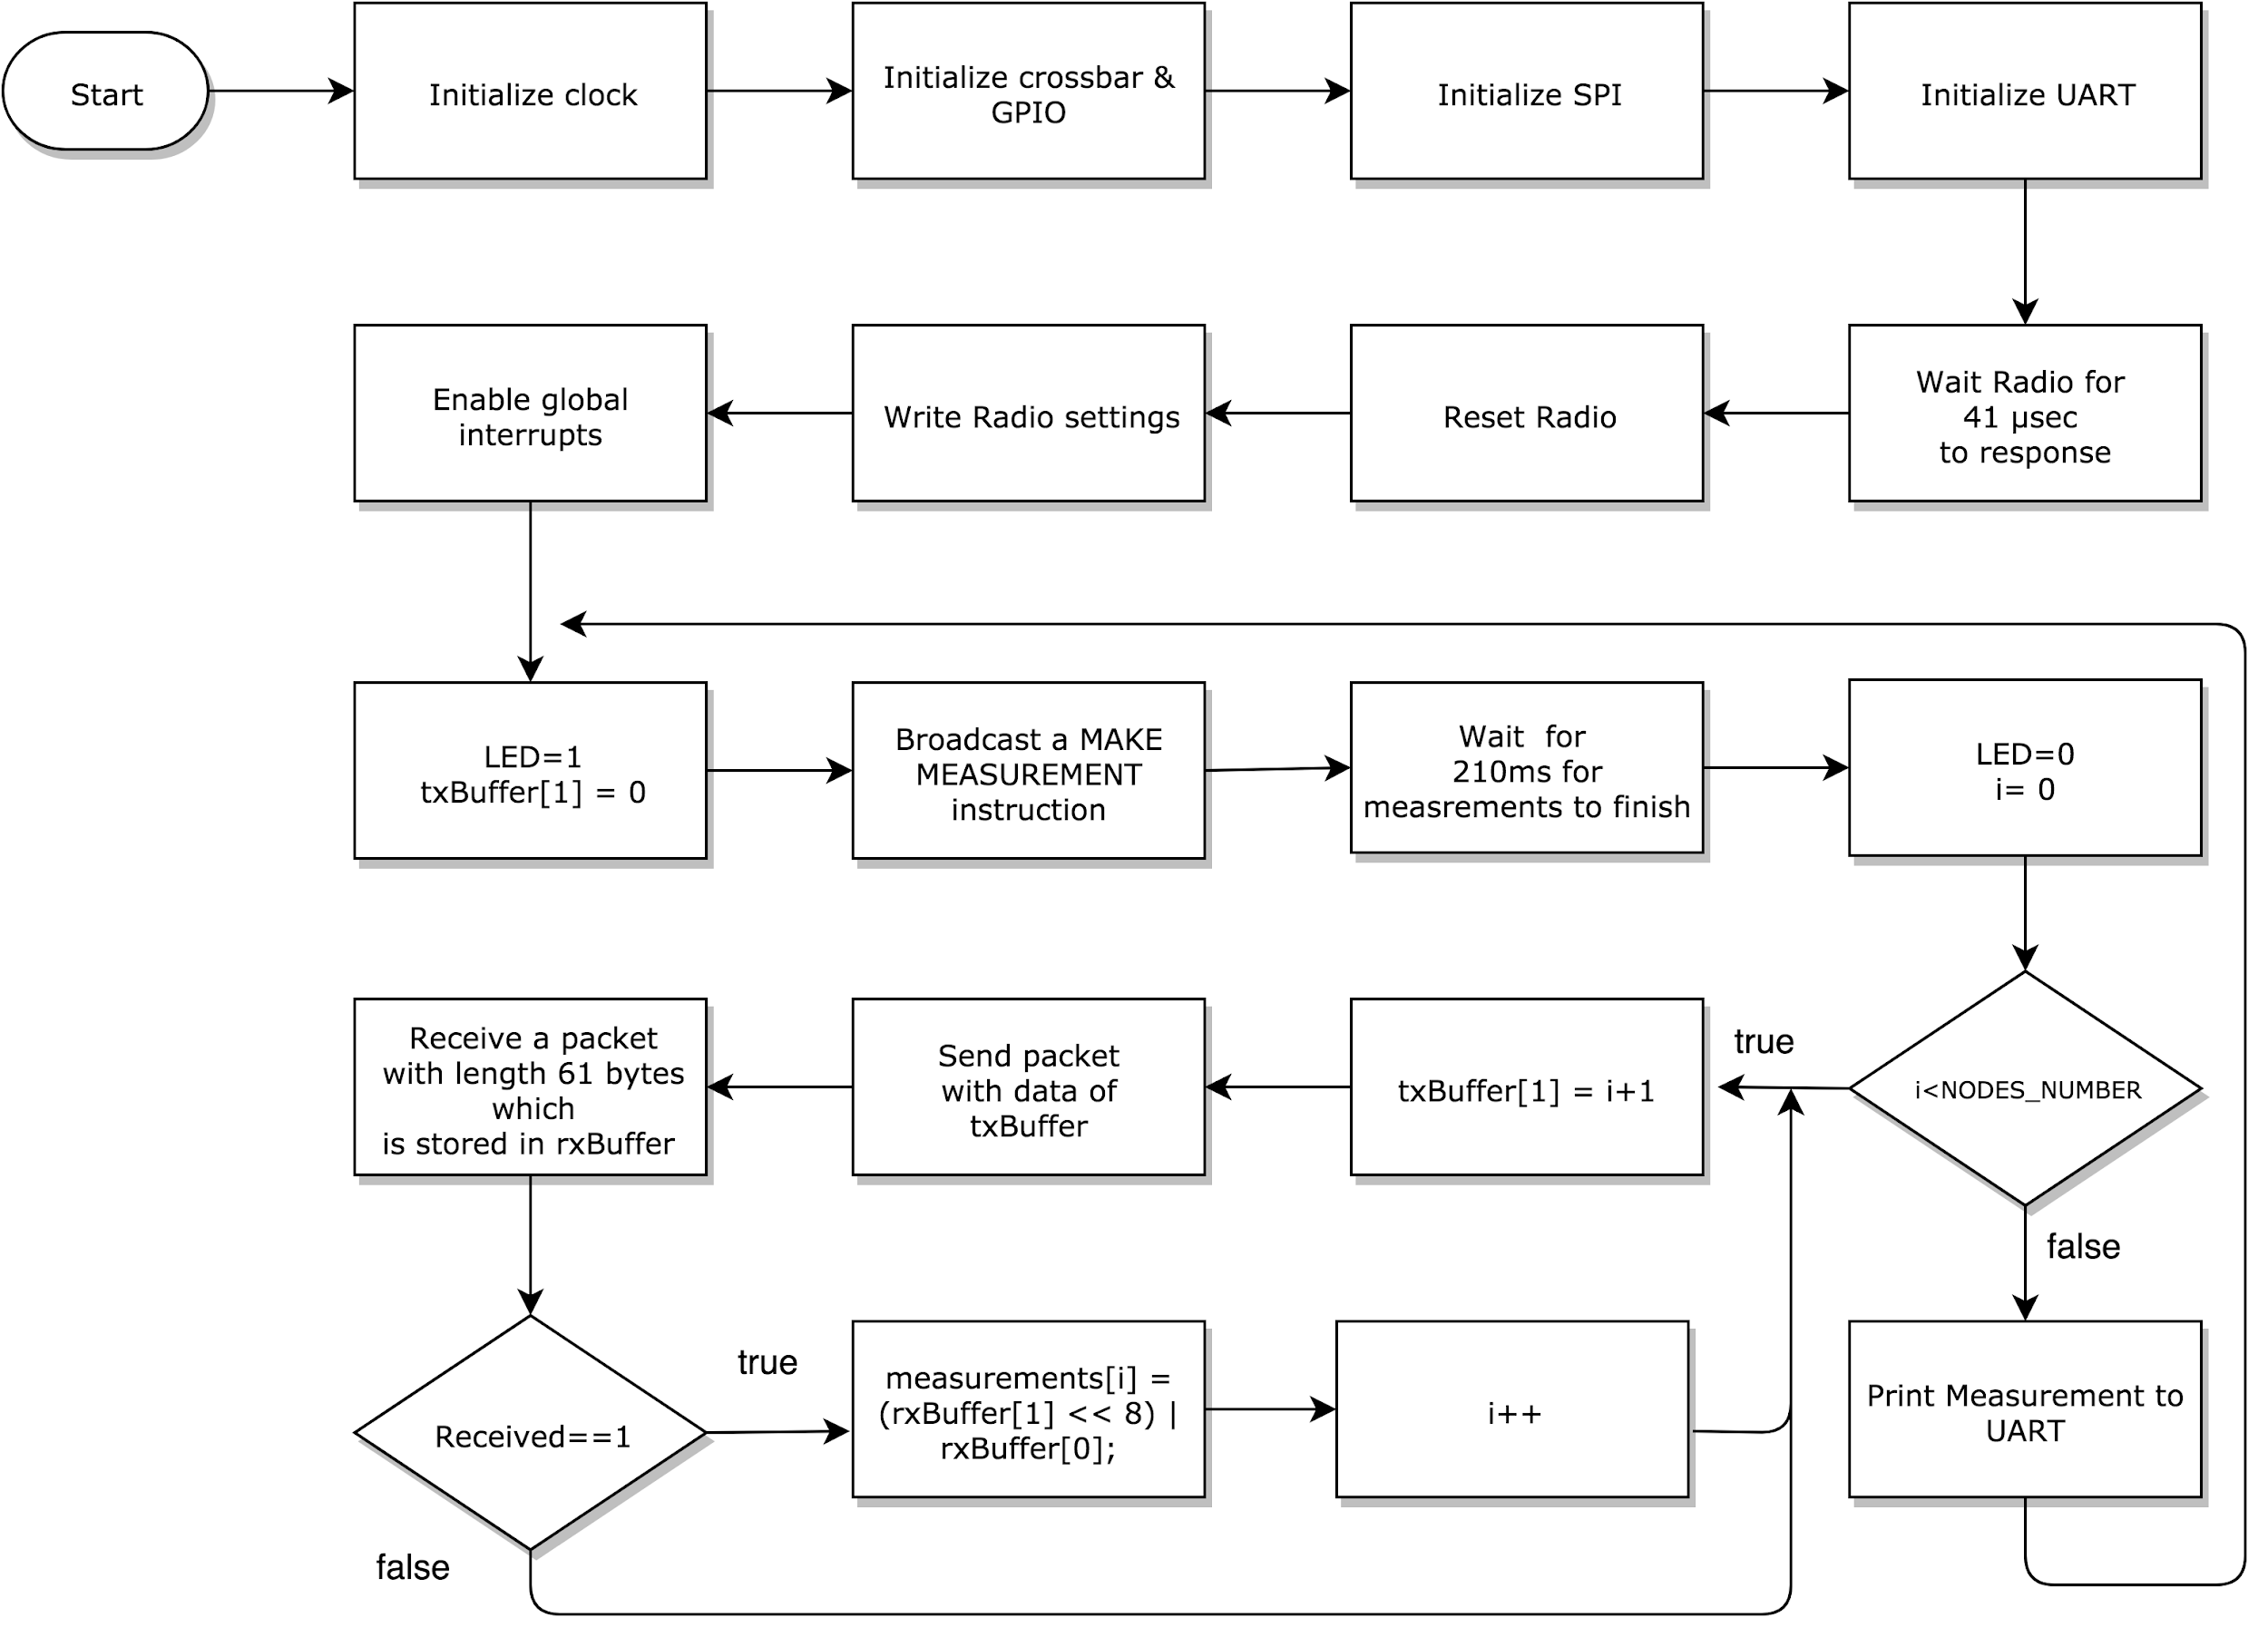 Start
Initialize clock
Initialize crossbar &
GPIO
Initialize SPI
Initialize UART
Enable global
interrupts
Write Radio settings
Reset Radio
Wait Radio for
41 µsec
to response
LED=1
txBuffer[1] = 0
Broadcast a MAKE
MEASUREMENT
instruction
Wait  for
210ms for
measrements to finish
LED=0
i= 0
Receive a packet
with length 61 bytes
which
is stored in rxBuffer
Send packet
with data of
txBuffer
txBuffer[1] = i+1
true
i<NODES_NUMBER
false
Received==1
true
false
measurements[i] =
(rxBuffer[1] << 8) |
rxBuffer[0];
i++
Print Measurement to
UART